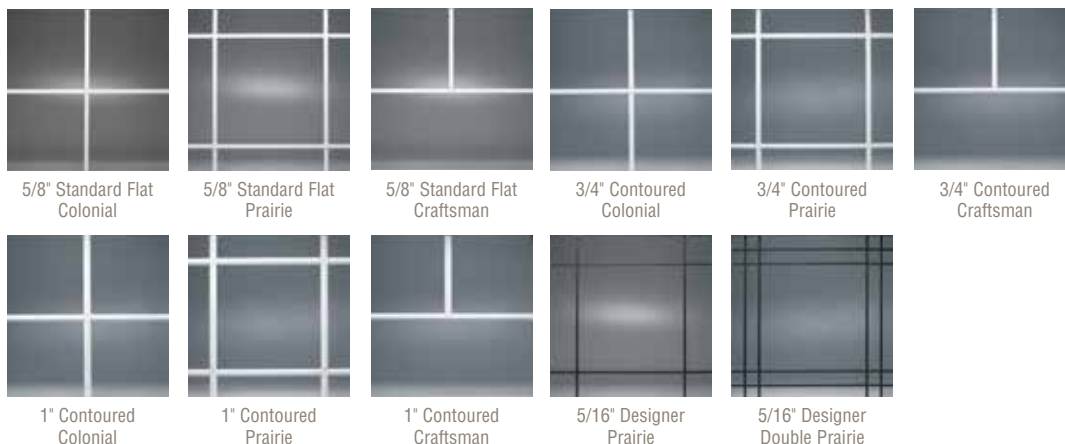 5/8" Standard Flat
Colonial
5/8" Standard Flat
Prairie
5/8" Standard Flat
Craftsman
3/4" Contoured
Colonial
3/4" Contoured
Prairie
3/4" Contoured
Craftsman
1" Contoured
Colonial
1" Contoured
Prairie
1" Contoured
Craftsman
5/16" Designer
Prairie
5/16" Designer
Double Prairie